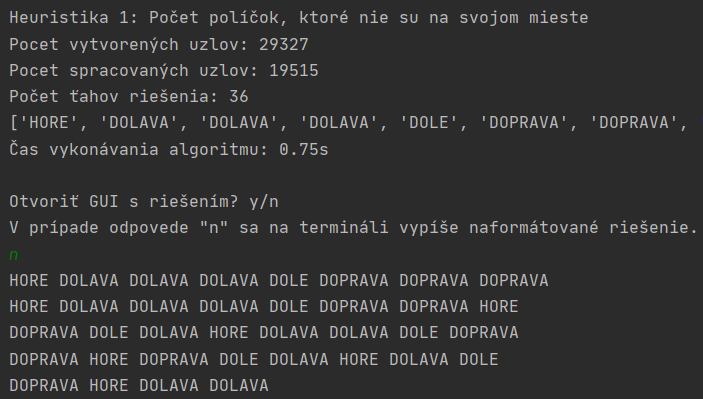 Heuristika 1: Počet políčok, ktoré nie su na svojom mieste
Pocet vytvorených uzlov: 29327
Pocet spracovaných uzlov: 19515
Počet ťahov riešenia: 36
['HORE', 'DOLAVA', 'DOLAVA', 'DOLAVA', 'DOLE', 'DOPRAVA', 'DOPRAVA',
Čas vykonávania algoritmu: 0.75s
Otvoriť GUI s riešením? y/n
V prípade odpovede "n" sa na termináli vypíše naformátované riešenie.
n
HORE DOLAVA DOLAVA DOLAVA DOLE DOPRAVA DOPRAVA DOPRAVA
HORE DOLAVA DOLAVA DOLAVA DOLE DOPRAVA DOPRAVA HORE
DOPRAVA DOLE DOLAVA HORE DOLAVA DOLAVA DOLE DOPRAVA
DOPRAVA HORE DOPRAVA DOLE DOLAVA HORE DOLAVA DOLE
DOPRAVA HORE DOLAVA DOLAVA